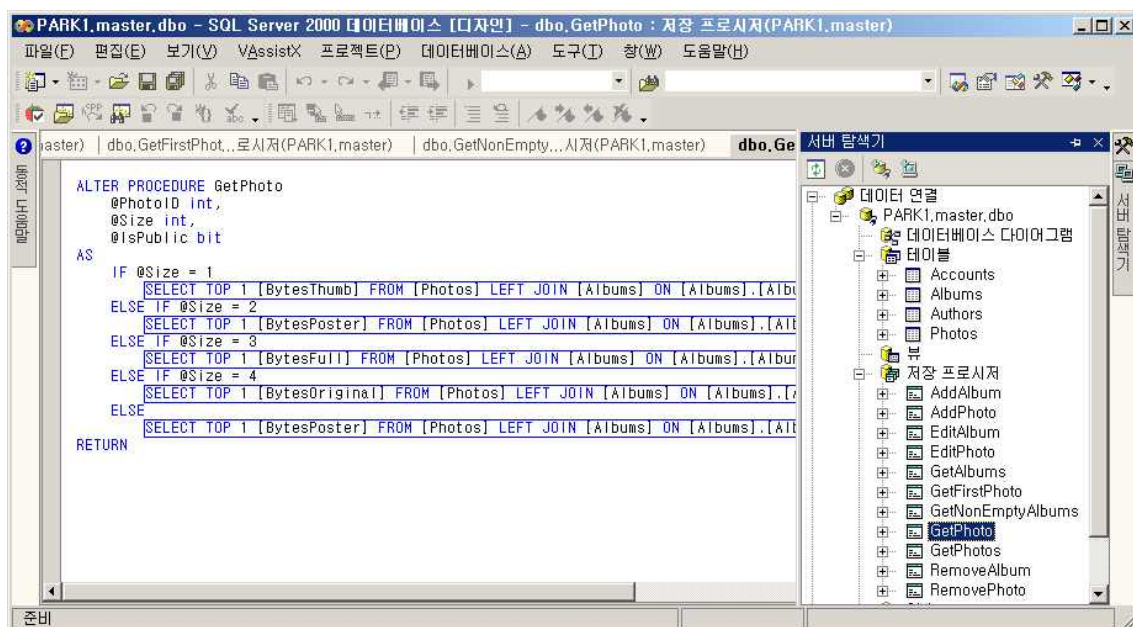 PARK1.master.dbo - SQL Server 2000 데이터베이스 [디자인] - dbo.GetPhoto : 저장 프로시저(PARK1.master)
파일(F) 편집(E) 보기(V) VAssistX 프로젝트(P) 데이터베이스(A) 도구(T) 창(W) 도움말(H)
동적 도움말
aster) dbo.GetFirstPhot...로시저(PARK1.master) dbo.GetNonEmpty...시저(PARK1.master) dbo.Ge
ALTER PROCEDURE GetPhoto
@PhotoID int,
@Size int,
@IsPublic bit
AS
IF @Size = 1
SELECT TOP 1 [BytesThumb] FROM [Photos] LEFT JOIN [Albums] ON [Albums].[Albu
ELSE IF @Size = 2
SELECT TOP 1 [BytesPoster] FROM [Photos] LEFT JOIN [Albums] ON [Albums].[Alb
ELSE IF @Size = 3
SELECT TOP 1 [BytesFull] FROM [Photos] LEFT JOIN [Albums] ON [Albums].[Album
ELSE IF @Size = 4
SELECT TOP 1 [BytesOriginal] FROM [Photos] LEFT JOIN [Albums] ON [Albums].[
ELSE
SELECT TOP 1 [BytesPoster] FROM [Photos] LEFT JOIN [Albums] ON [Albums].[Alb
RETURN
서버 탐색기
데이터 연결
PARK1.master.dbo
데이터베이스 다이어그램
테이블
Accounts
Albums
Authors
Photos
뷰
저장 프로시저
AddAlbum
AddPhoto
EditAlbum
EditPhoto
GetAlbums
GetFirstPhoto
GetNonEmptyAlbums
GetPhoto
GetPhotos
RemoveAlbum
RemovePhoto
서버 탐색기
준비